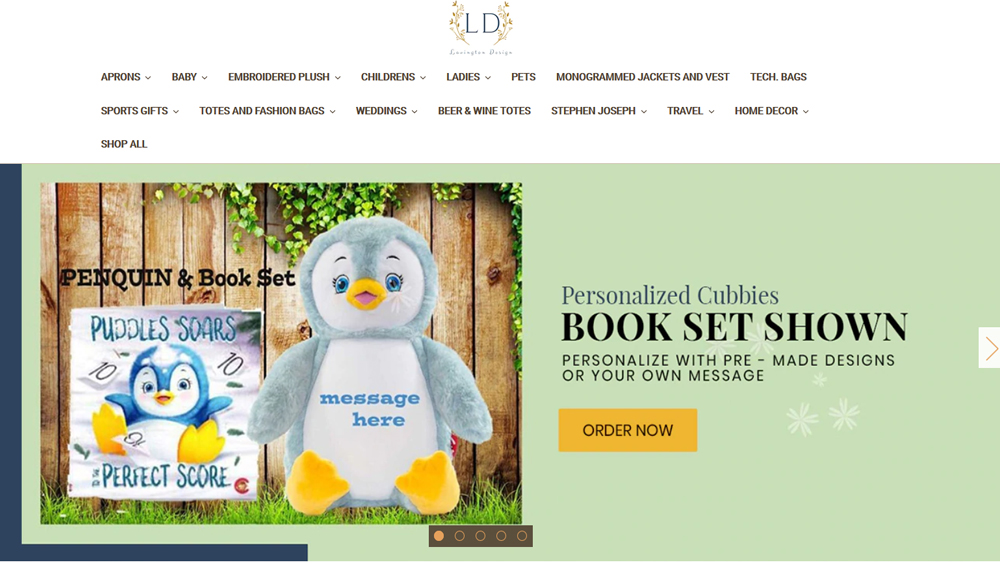 LD
Luxington Design
APRONS
BABY
EMBROIDERED PLUSH
CHILDRENS
LADIES
PETS
MONOGRAMMED JACKETS AND VEST
TECH. BAGS
SPORTS GIFTS
TOTES AND FASHION BAGS
WEDDINGS
BEER & WINE TOTES
STEPHEN JOSEPH
TRAVEL
HOME DECOR
SHOP ALL
PENQUIN & Book Set
PUDDLES SOARS
10
10
PERFECT SCORE
message
here
Personalized Cubbies
BOOK SET SHOWN
PERSONALIZE WITH PRE - MADE DESIGNS
OR YOUR OWN MESSAGE
ORDER NOW